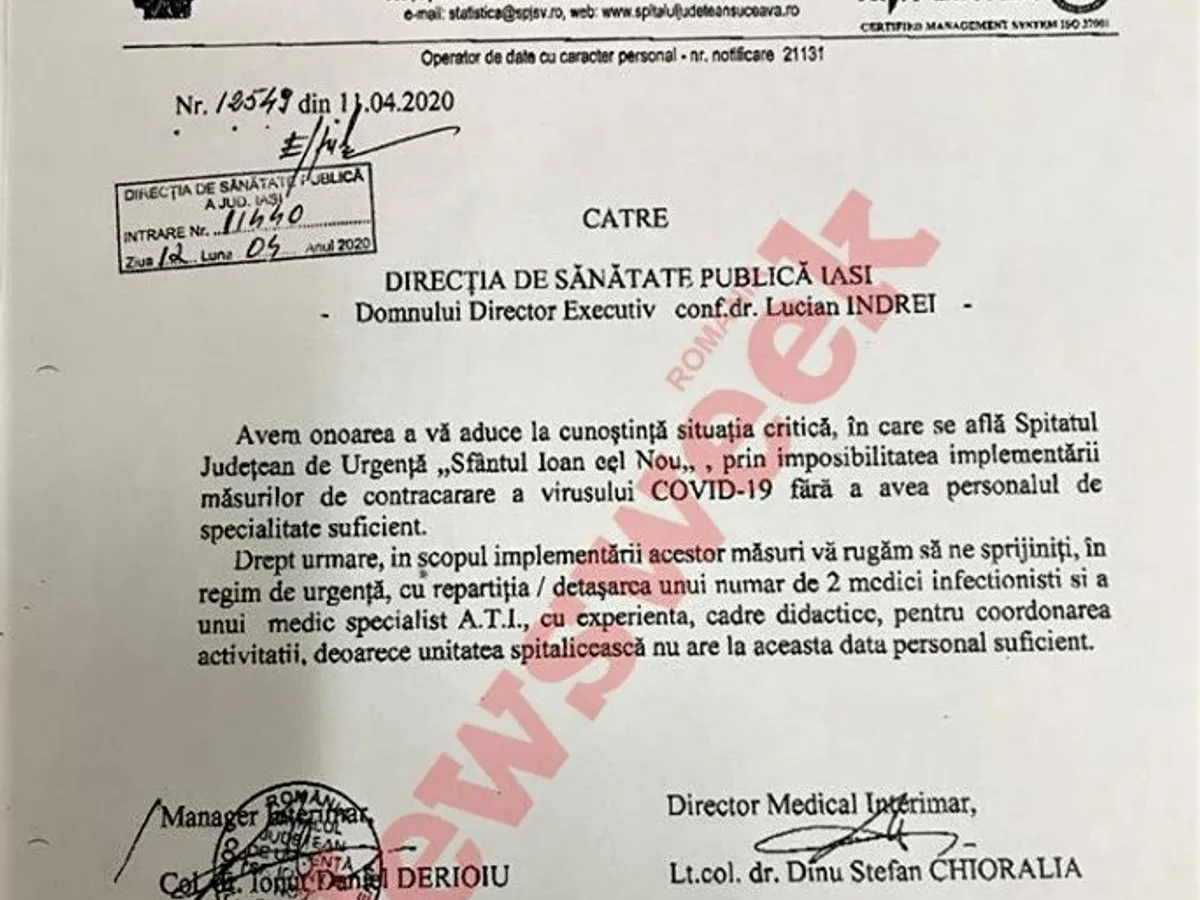 e-mail: statistica@spjsv.ro, web: www.spitaluljudeteansuceava.ro
CERTIFIED MANAGEMENT SYSTEM ISO 37001
Operator de date cu caracter personal - nr. notificare 21131
Nr. 12549 din 11.04.2020
DIRECȚIA DE SĂNĂTATE PUBLICĂ
A JUD. IAȘI
INTRARE Nr. 11440
Ziua 12 Luna 04 Anul 2020
CATRE
DIRECȚIA DE SĂNĂTATE PUBLICĂ IASI
- Domnului Director Executiv conf.dr. Lucian INDREI -
Avem onoarea a vă aduce la cunoștință situația critică, în care se află Spitatul
Județean de Urgență „Sfântul Ioan cel Nou„ , prin imposibilitatea implementării
măsurilor de contracarare a virusului COVID-19 fără a avea personalul de
specialitate suficient.
Drept urmare, in scopul implementării acestor măsuri vă rugăm să ne sprijiniți, în
regim de urgență, cu repartiția / detașarea unui numar de 2 medici infectionisti si a
unui medic specialist A.T.I., cu experienta, cadre didactice, pentru coordonarea
activitatii, deoarece unitatea spitalicească nu are la aceasta data personal suficient.
Manager Interimar,
Col. dr. Ionuț Daniel DERIOIU
Director Medical Interimar,
Lt.col. dr. Dinu Stefan CHIORALIA
ROMÂNIA
newsweek
ROMÂNIA